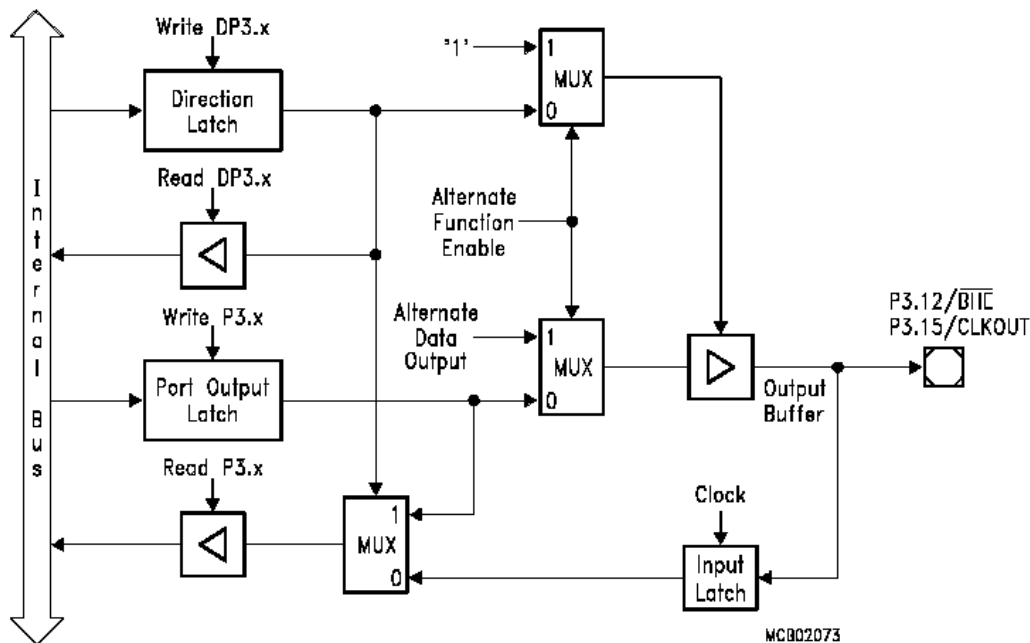 Write DP3.x
'1'
1
MUX
0
Direction
Latch
Read DP3.x
Internal Bus
Alternate
Function
Enable
P3.12/BHE
P3.15/CLKOUT
Write P3.x
Alternate
Data
Output
1
MUX
0
Port Output
Latch
Output
Buffer
Read P3.x
Clock
1
MUX
0
Input
Latch
MCB02073